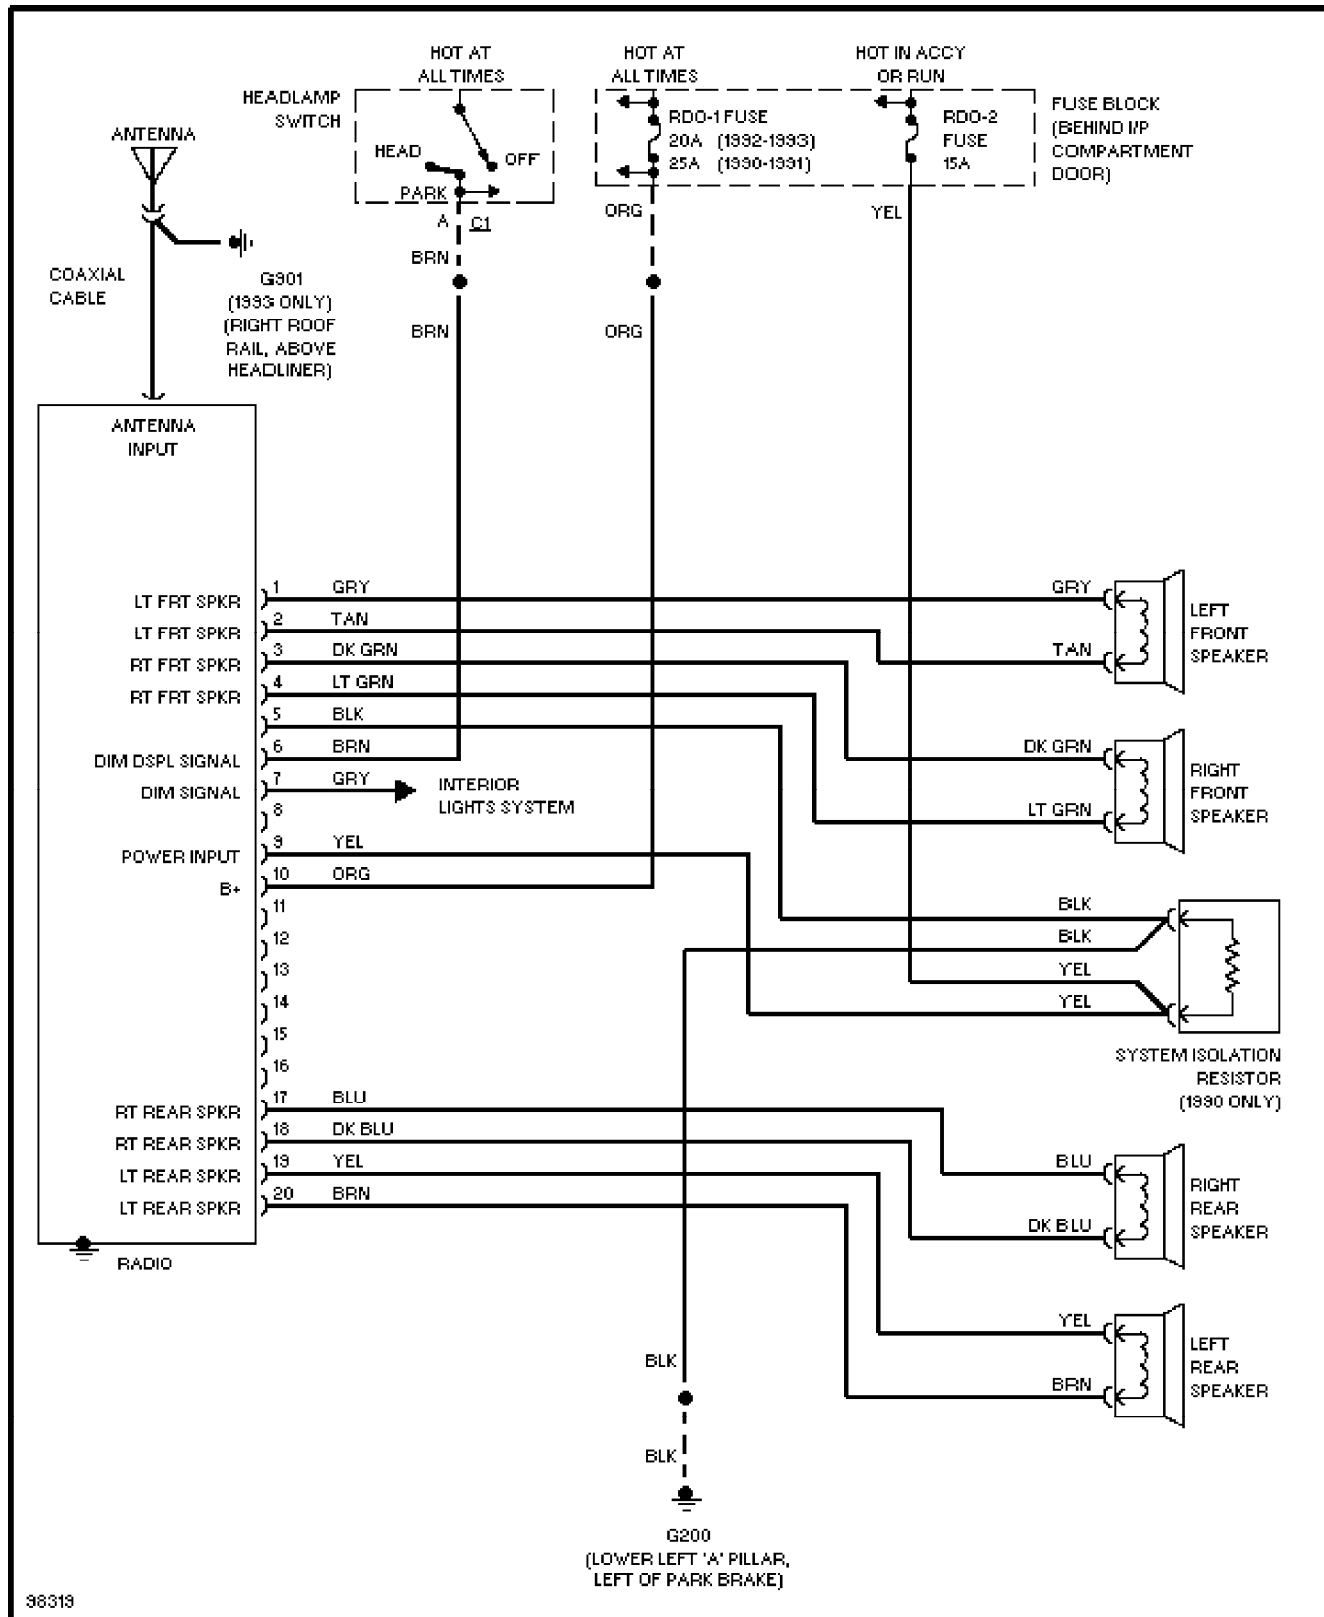 HOT AT
ALL TIMES
HOT AT
ALL TIMES
HOT IN ACCY
OR RUN
HEADLAMP
SWITCH
HEAD
OFF
PARK
A
C1
RDO-1 FUSE
20A (1992-1993)
25A (1990-1991)
RDO-2
FUSE
15A
FUSE BLOCK
(BEHIND I/P
COMPARTMENT
DOOR)
ANTENNA
COAXIAL
CABLE
G901
(1993 ONLY)
(RIGHT ROOF
RAIL, ABOVE
HEADLINER)
BRN
BRN
ORG
ORG
YEL
ANTENNA
INPUT
LT FRT SPKR 1 GRY
LT FRT SPKR 2 TAN
RT FRT SPKR 3 DK GRN
RT FRT SPKR 4 LT GRN
5 BLK
DIM DSPL SIGNAL 6 BRN
DIM SIGNAL 7 GRY
INTERIOR
LIGHTS SYSTEM
8
POWER INPUT 9 YEL
B+ 10 ORG
11
12
13
14
15
16
RT REAR SPKR 17 BLU
RT REAR SPKR 18 DK BLU
LT REAR SPKR 19 YEL
LT REAR SPKR 20 BRN
RADIO
GRY
TAN
LEFT
FRONT
SPEAKER
DK GRN
LT GRN
RIGHT
FRONT
SPEAKER
BLK
BLK
YEL
YEL
SYSTEM ISOLATION
RESISTOR
(1990 ONLY)
BLU
DK BLU
RIGHT
REAR
SPEAKER
YEL
BRN
LEFT
REAR
SPEAKER
BLK
BLK
G200
(LOWER LEFT 'A' PILLAR,
LEFT OF PARK BRAKE)
98319